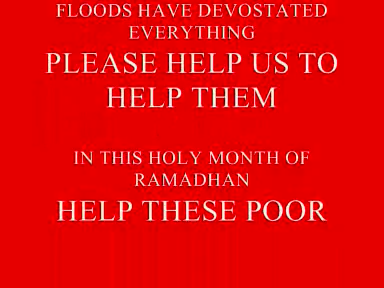 FLOODS HAVE DEVOSTATED
EVERYTHING
PLEASE HELP US TO
HELP THEM
IN THIS HOLY MONTH OF
RAMADHAN
HELP THESE POOR